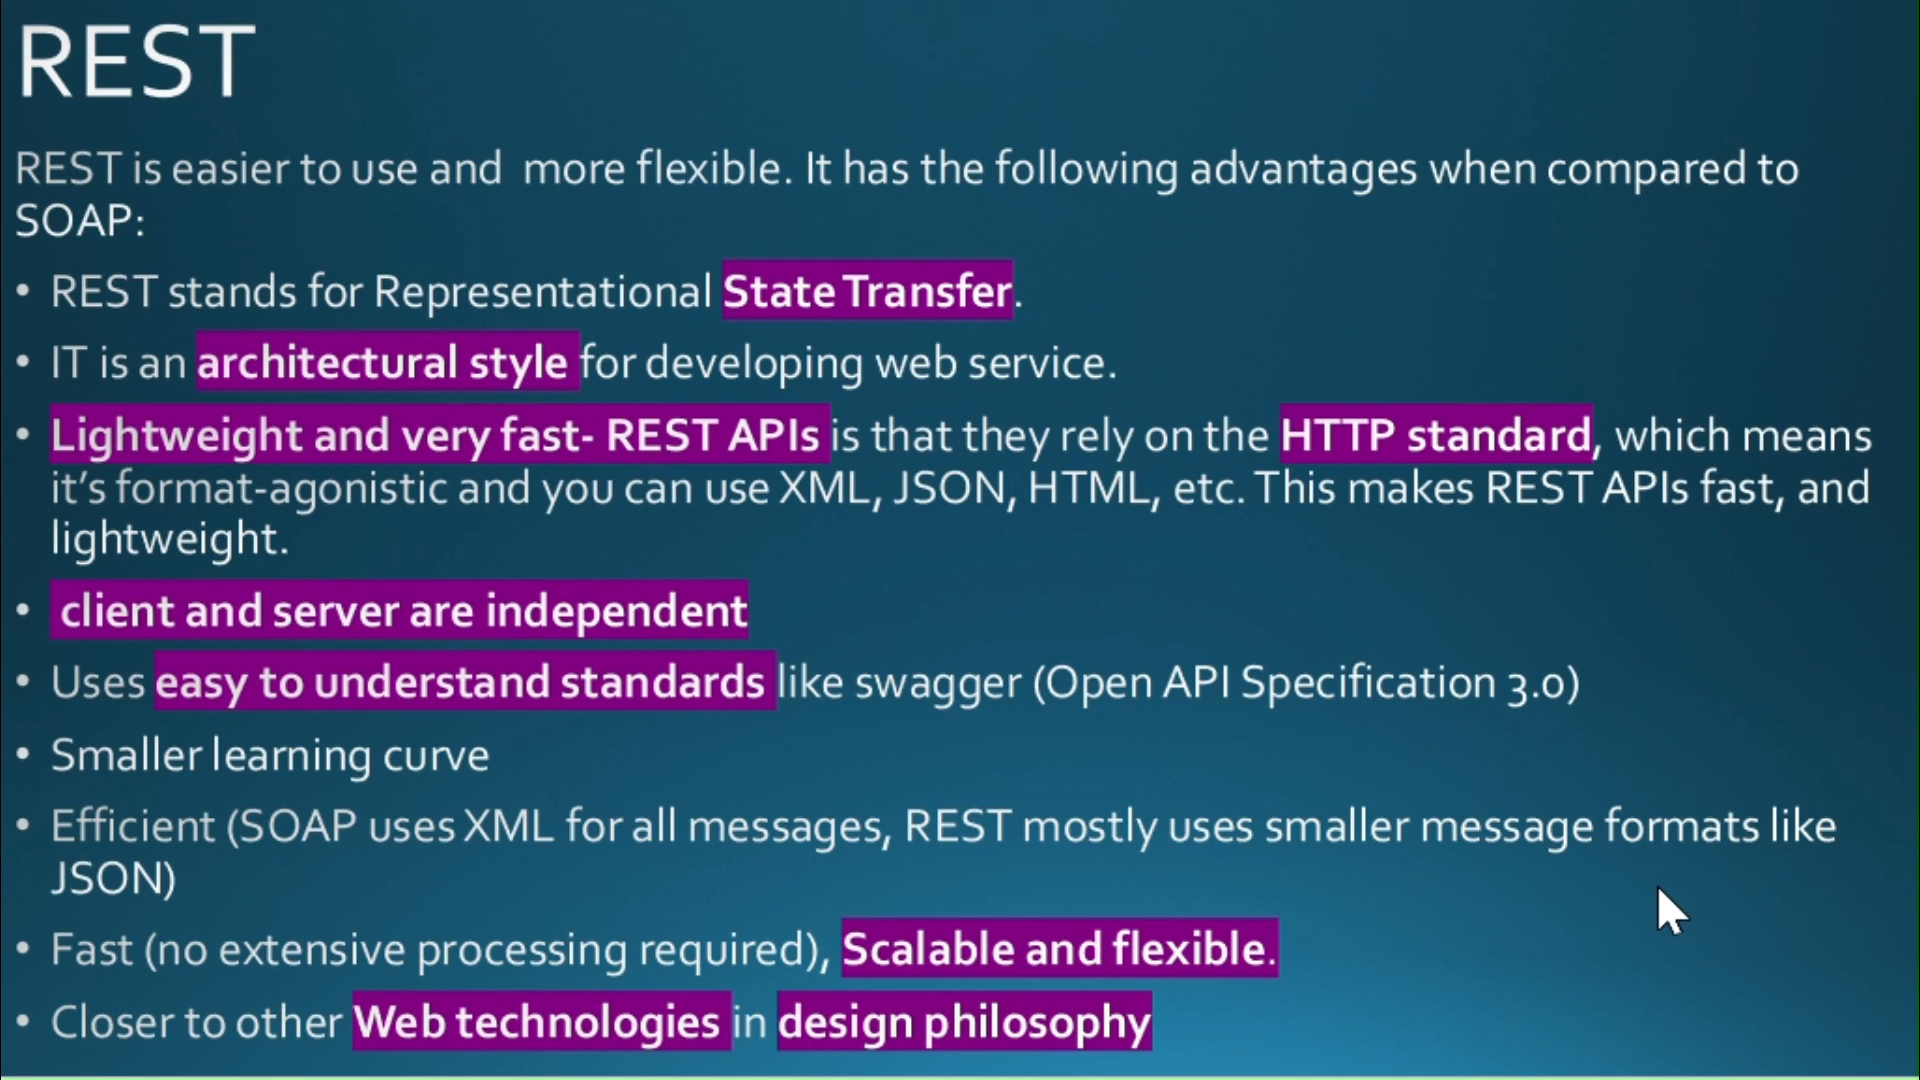 REST
REST is easier to use and more flexible. It has the following advantages when compared to
SOAP:
• REST stands for Representational State Transfer.
• IT is an architectural style for developing web service.
• Lightweight and very fast- REST APIs is that they rely on the HTTP standard, which means
it's format-agonistic and you can use XML, JSON, HTML, etc. This makes REST APIs fast, and
lightweight.
• client and server are independent
• Uses easy to understand standards like swagger (Open API Specification 3.0)
• Smaller learning curve
• Efficient (SOAP uses XML for all messages, REST mostly uses smaller message formats like
JSON)
• Fast (no extensive processing required), Scalable and flexible.
• Closer to other Web technologies in design philosophy